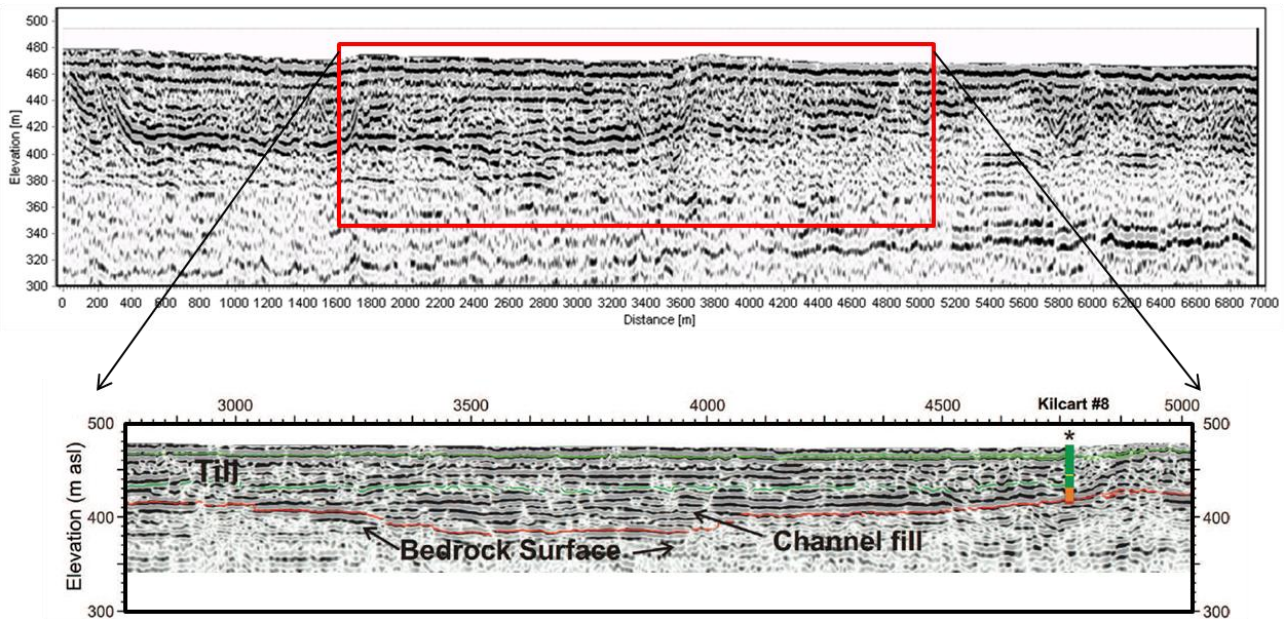 500
480
460
440
420
400
380
360
340
320
300
Elevation [m]
0 200 400 600 800 1000 1200 1400 1600 1800 2000 2200 2400 2600 2800 3000 3200 3400 3600 3800 4000 4200 4400 4600 4800 5000 5200 5400 5600 5800 6000 6200 6400 6600 6800 7000
Distance [m]
3000 3500 4000 4500 Kilcart #8 5000
500 * 500
Till
400 400
Bedrock Surface Channel fill
300 300
Elevation (m asl)